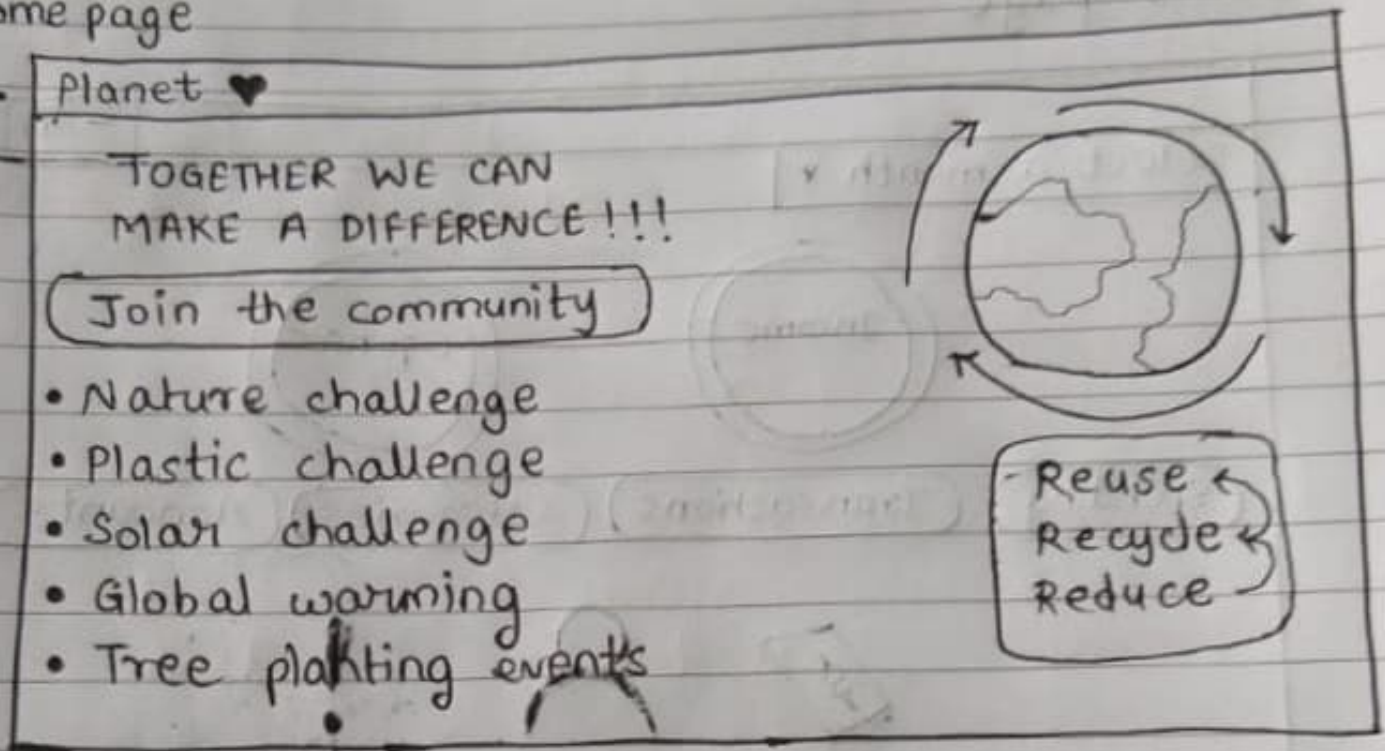 ome page
Planet ♥
TOGETHER WE CAN
MAKE A DIFFERENCE!!!
Join the community
• Nature challenge
• Plastic challenge
• Solar challenge
• Global warming
• Tree planting events
Reuse
Recycle
Reduce